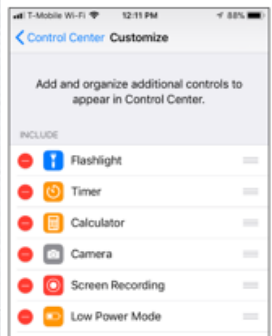 T-Mobile Wi-Fi 12:11 PM 88%
Control Center Customize
Add and organize additional controls to
appear in Control Center.
INCLUDE
Flashlight
Timer
Calculator
Camera
Screen Recording
Low Power Mode